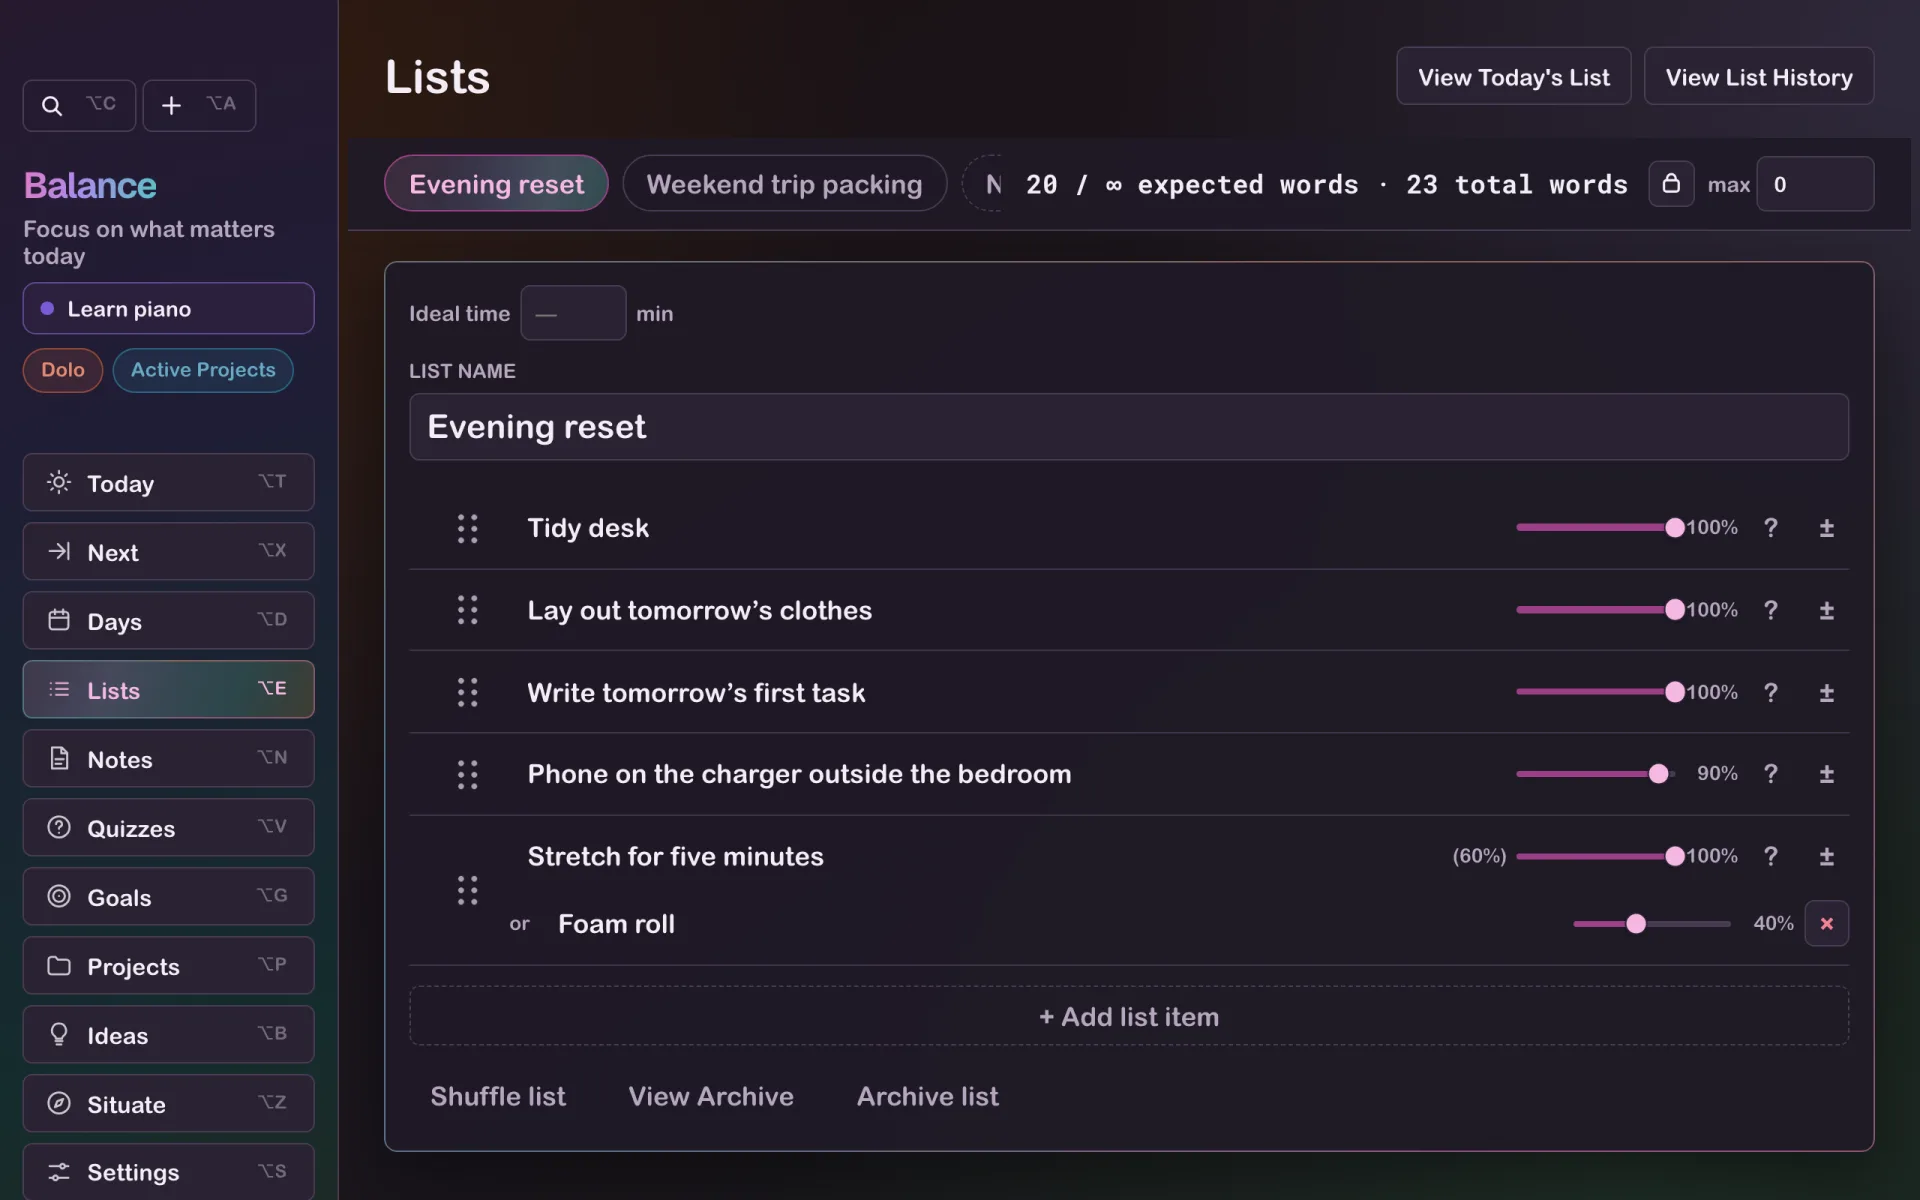 ⌥C
+ ⌥A
Balance
Focus on what matters
today
Learn piano
Dolo
Active Projects
Today ⌥T
Next ⌥X
Days ⌥D
Lists ⌥E
Notes ⌥N
Quizzes ⌥V
Goals ⌥G
Projects ⌥P
Ideas ⌥B
Situate ⌥Z
Settings ⌥S
Lists
View Today's List
View List History
Evening reset
Weekend trip packing
N
20 / ∞ expected words · 23 total words
max 0
Ideal time — min
LIST NAME
Evening reset
Tidy desk 100% ? ±
Lay out tomorrow’s clothes 100% ? ±
Write tomorrow’s first task 100% ? ±
Phone on the charger outside the bedroom 90% ? ±
Stretch for five minutes (60%) 100% ? ±
or Foam roll 40% ×
+ Add list item
Shuffle list
View Archive
Archive list